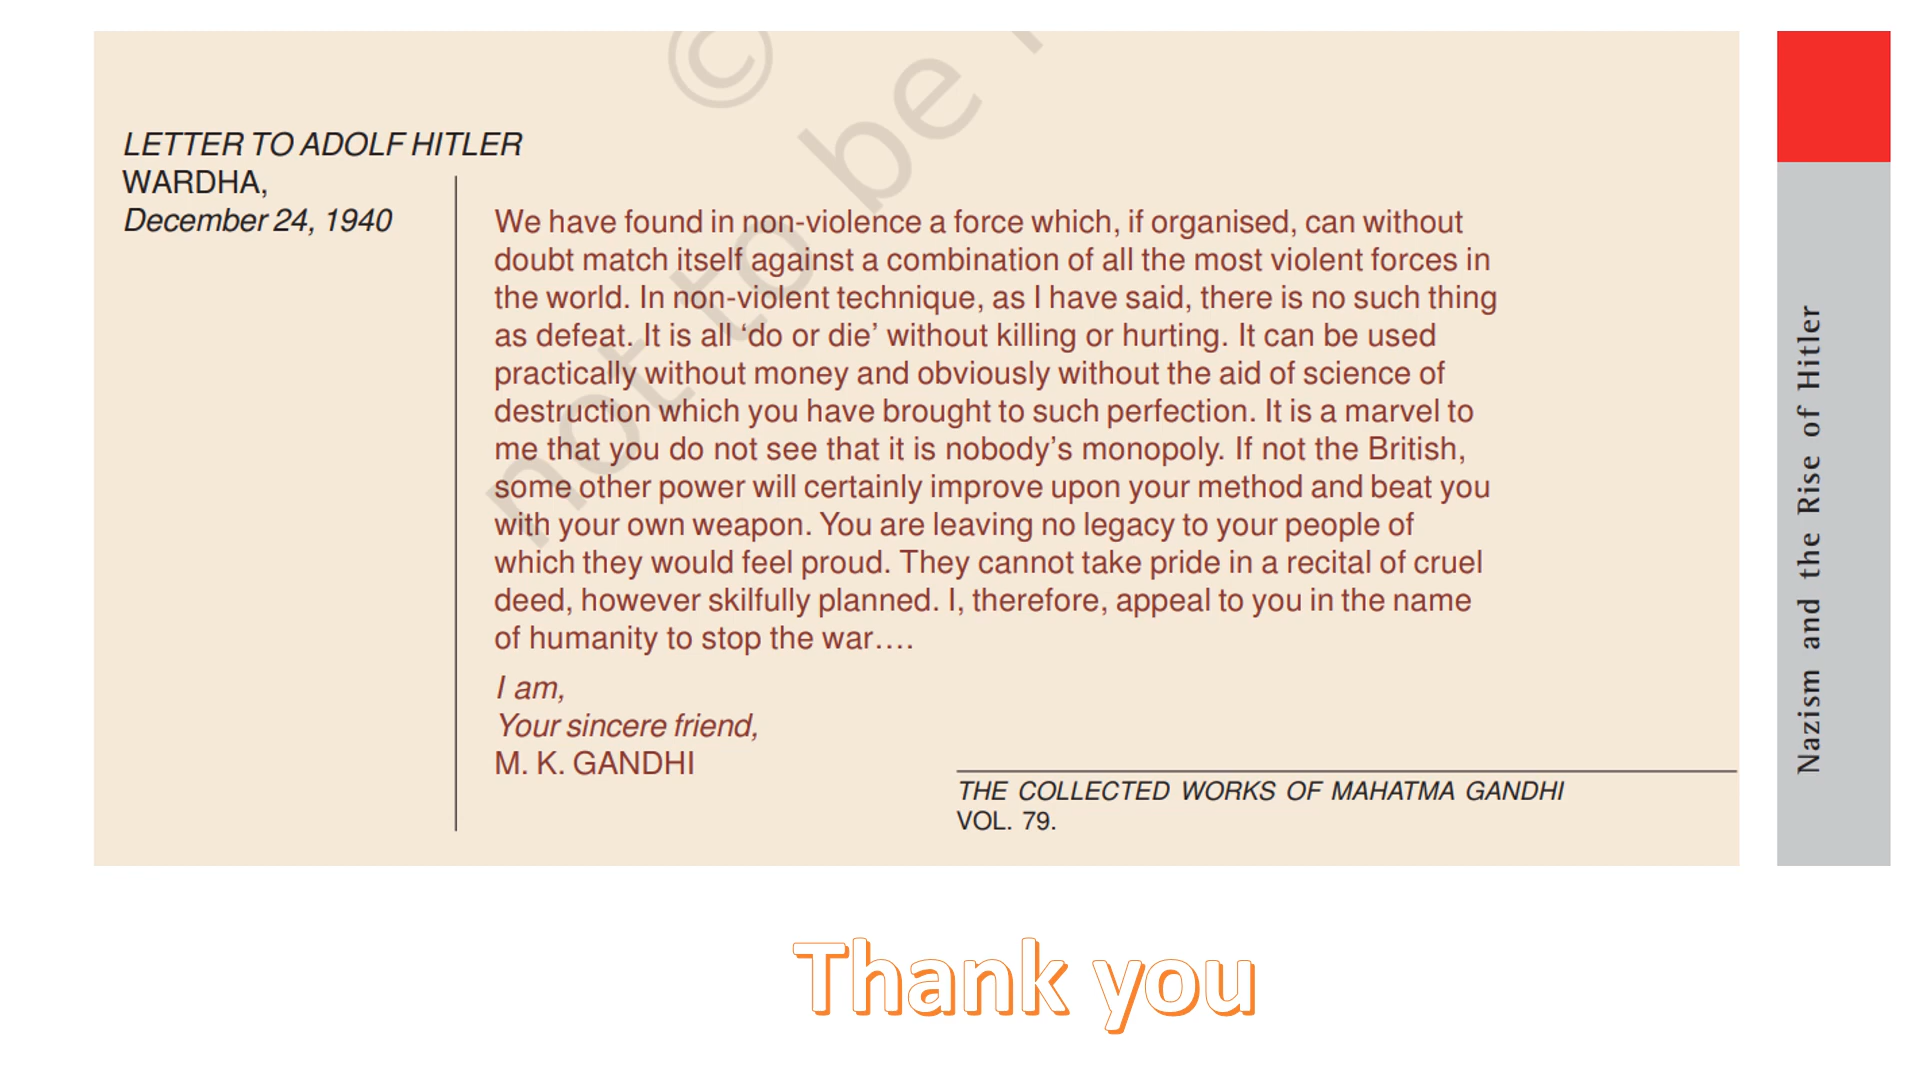 LETTER TO ADOLF HITLER
WARDHA,
December 24, 1940
We have found in non-violence a force which, if organised, can without
doubt match itself against a combination of all the most violent forces in
the world. In non-violent technique, as I have said, there is no such thing
as defeat. It is all ‘do or die’ without killing or hurting. It can be used
practically without money and obviously without the aid of science of
destruction which you have brought to such perfection. It is a marvel to
me that you do not see that it is nobody’s monopoly. If not the British,
some other power will certainly improve upon your method and beat you
with your own weapon. You are leaving no legacy to your people of
which they would feel proud. They cannot take pride in a recital of cruel
deed, however skilfully planned. I, therefore, appeal to you in the name
of humanity to stop the war….
I am,
Your sincere friend,
M. K. GANDHI
THE COLLECTED WORKS OF MAHATMA GANDHI
VOL. 79.
©
not to be
Nazism and the Rise of Hitler
Thank you